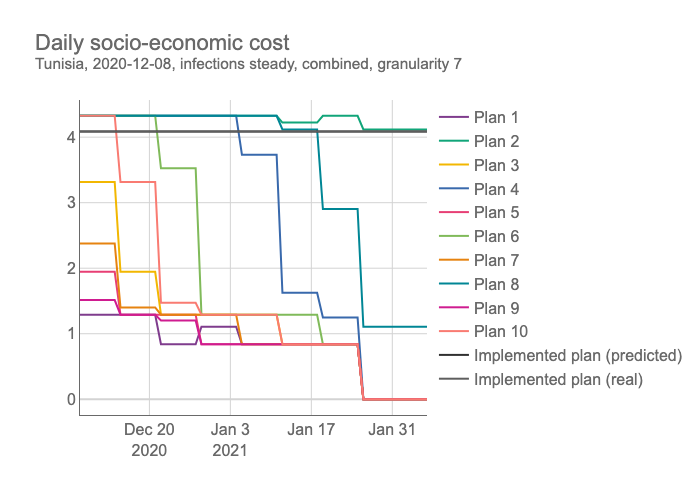 Daily socio-economic cost
Tunisia, 2020-12-08, infections steady, combined, granularity 7
4
3
2
1
0
Dec 20
2020
Jan 3
2021
Jan 17
Jan 31
Plan 1
Plan 2
Plan 3
Plan 4
Plan 5
Plan 6
Plan 7
Plan 8
Plan 9
Plan 10
Implemented plan (predicted)
Implemented plan (real)